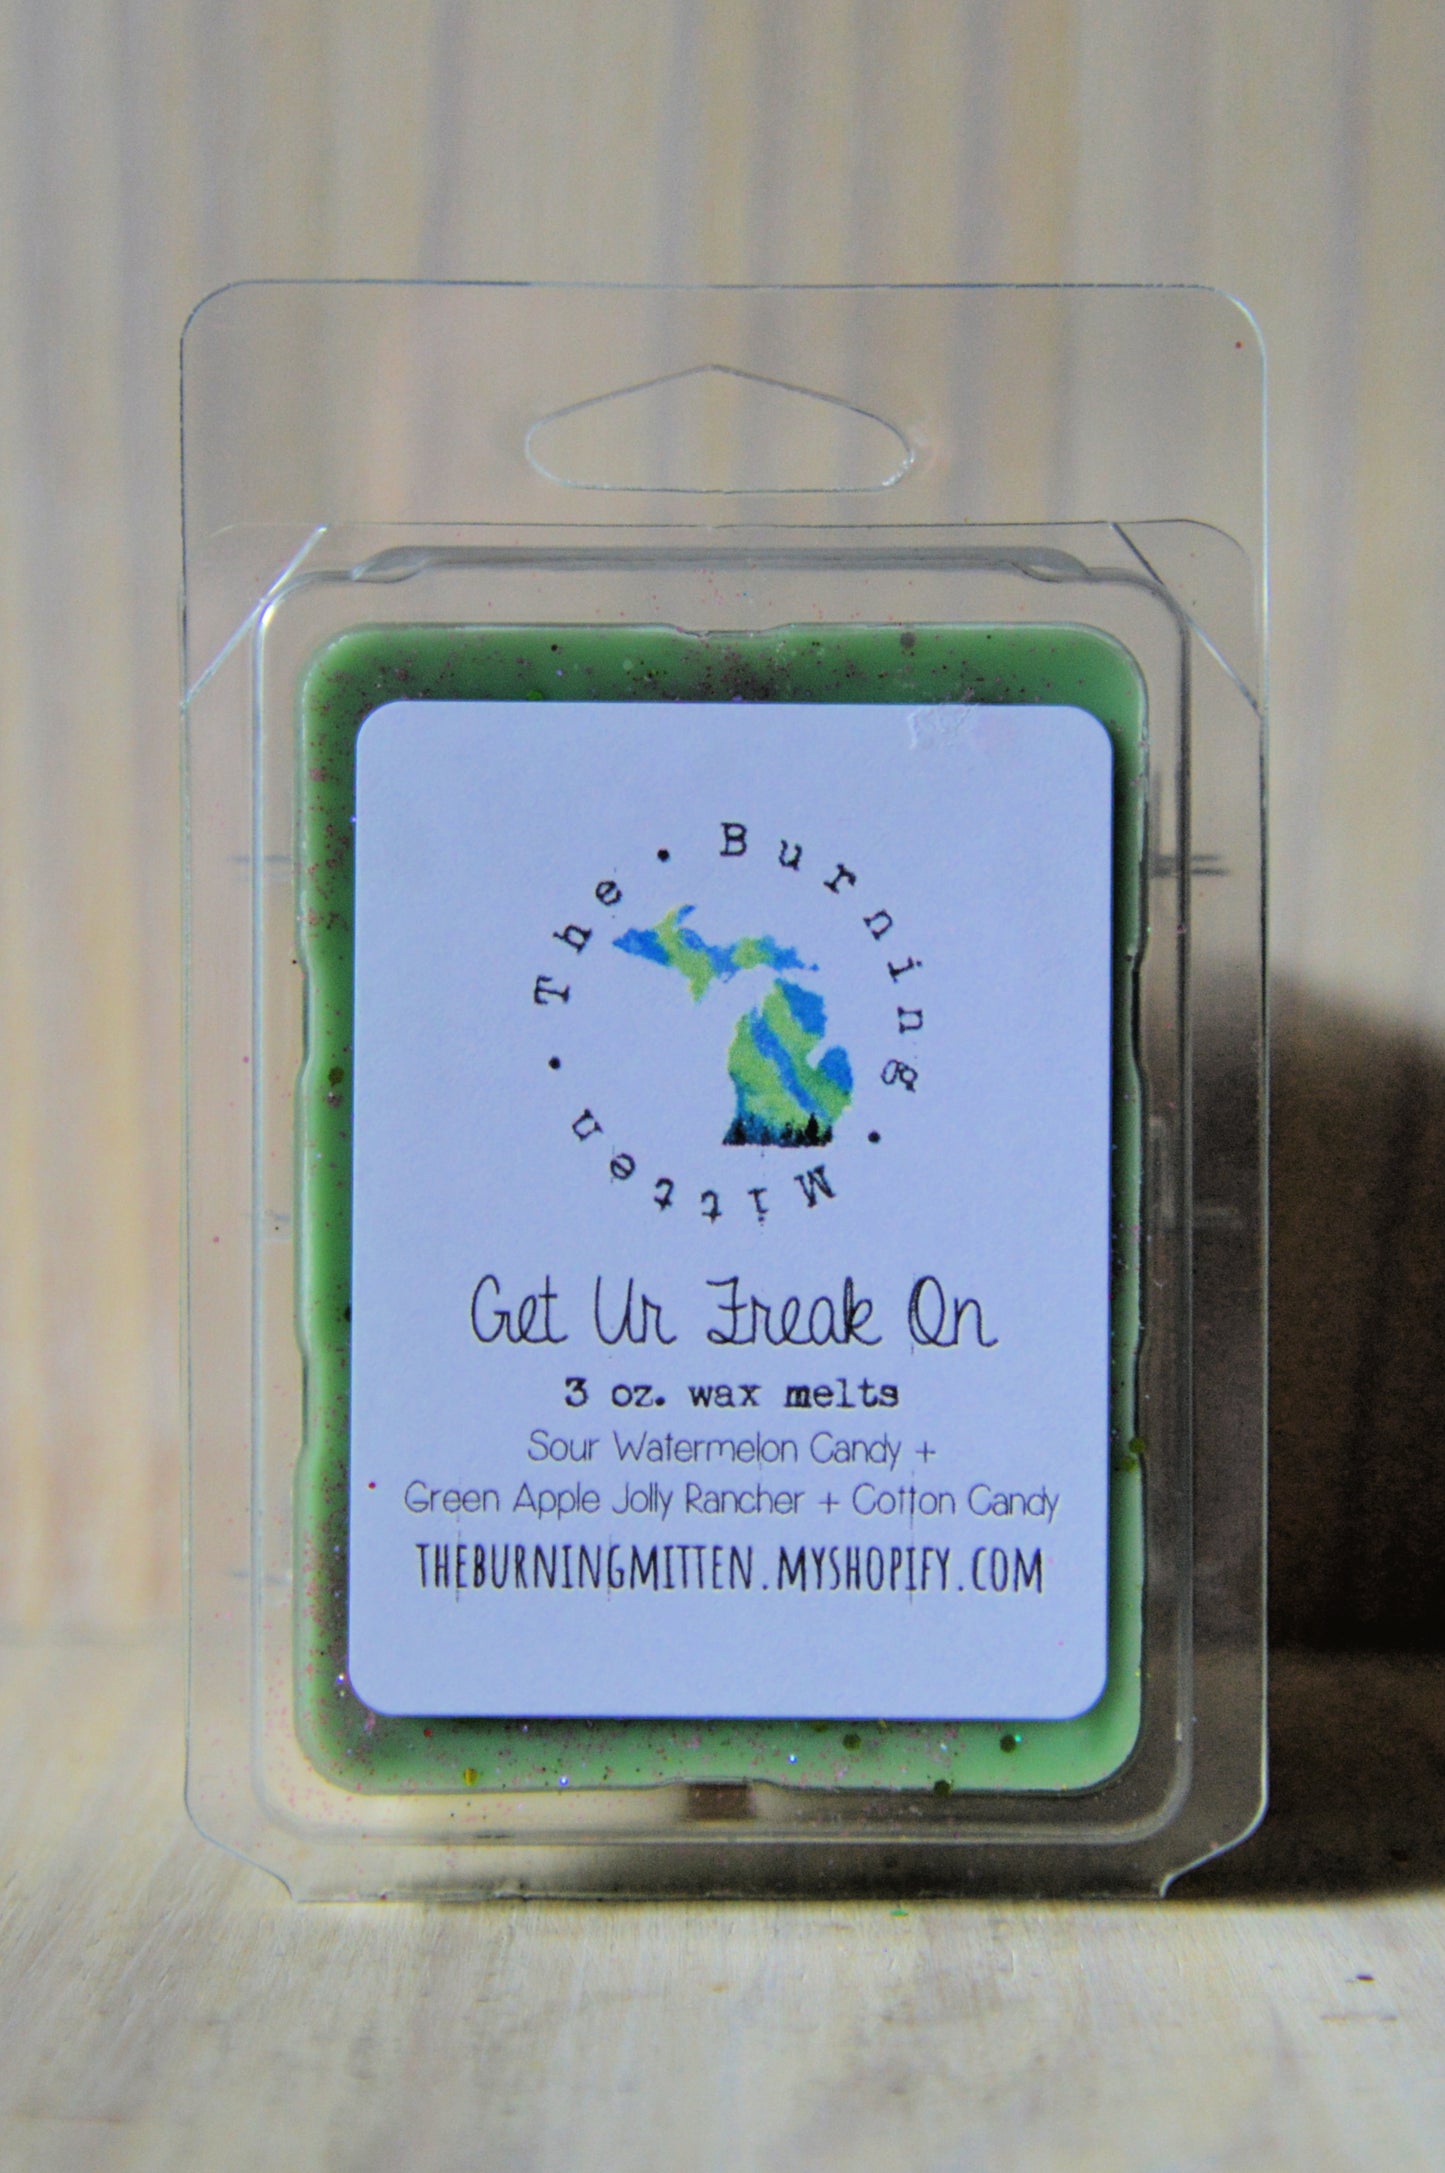 The • Burning • Mitten •
Get Ur Freak On
3 oz. wax melts
Sour Watermelon Candy +
Green Apple Jolly Rancher + Cotton Candy
THEBURNINGMITTEN.MYSHOPIFY.COM